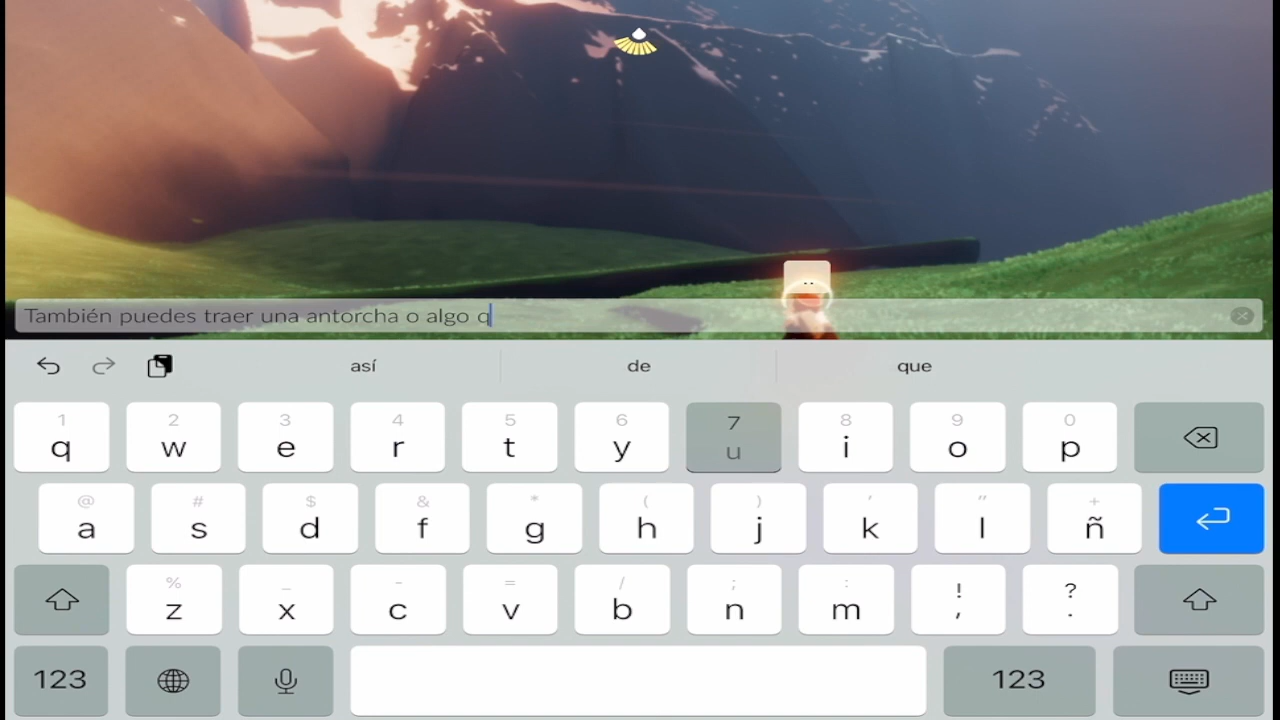 También puedes traer una antorcha o algo q
así de que
1 2 3 4 5 6 7 8 9 0
q w e r t y u i o p
@ # $ & * ( ) ' " +
a s d f g h j k l ñ
% _ - = / ; : ! ?
z x c v b n m , .
123 123